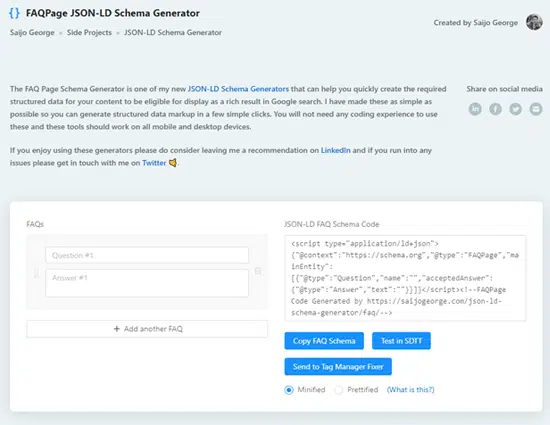 {} FAQPage JSON-LD Schema Generator
Created by Saijo George
Saijo George » Side Projects » JSON-LD Schema Generator
The FAQ Page Schema Generator is one of my new JSON-LD Schema Generators that can help you quickly create the required
structured data for your content to be eligible for display as a rich result in Google search. I have made these as simple as
possible so you can generate structured data markup in a few simple clicks. You will not need any coding experience to use
these and these tools should work on all mobile and desktop devices.
Share on social media
If you enjoy using these generators please do consider leaving me a recommendation on LinkedIn and if you run into any
issues please get in touch with me on Twitter.
FAQs
Question #1
Answer #1
+ Add another FAQ
JSON-LD FAQ Schema Code
<script type="application/ld+json">
{"@context":"https://schema.org","@type":"FAQPage","ma
inEntity":
[{"@type":"Question","name":"","acceptedAnswer":
{"@type":"Answer","text":""}}]}</script><!--FAQPage
Code Generated by https://saijogeorge.com/json-ld-
schema-generator/faq/-->
Copy FAQ Schema
Test in SDTT
Send to Tag Manager Fixer
Minified
Prettified
(What is this?)